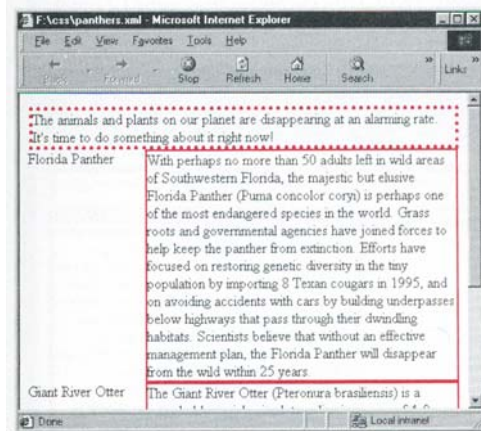 F:\css\panthers.xml - Microsoft Internet Explorer
File Edit View Favorites Tools Help
Back Forward Stop Refresh Home Search » Links »
The animals and plants on our planet are disappearing at an alarming rate.
It's time to do something about it right now!
Florida Panther
With perhaps no more than 50 adults left in wild areas
of Southwestern Florida, the majestic but elusive
Florida Panther (Puma concolor coryi) is perhaps one
of the most endangered species in the world. Grass
roots and governmental agencies have joined forces to
help keep the panther from extinction. Efforts have
focused on restoring genetic diversity in the tiny
population by importing 8 Texan cougars in 1995, and
on avoiding accidents with cars by building underpasses
below highways that pass through their dwindling
habitats. Scientists believe that without an effective
management plan, the Florida Panther will disappear
from the wild within 25 years.
Giant River Otter
The Giant River Otter (Pteronura brasiliensis) is a
Done Local intranet